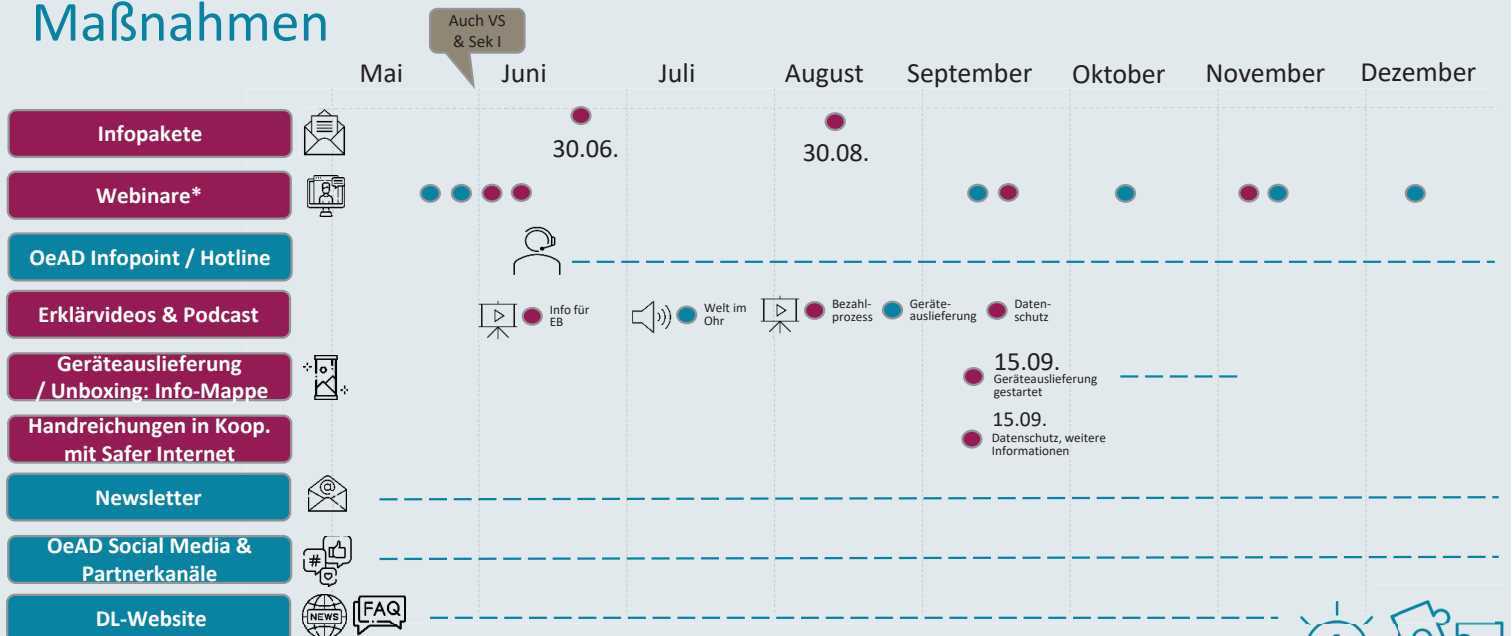 Maßnahmen
Auch VS
& Sek I
Mai Juni Juli August September Oktober November Dezember
Infopakete
30.06.
30.08.
Webinare*
OeAD Infopoint / Hotline
Erklärvideos & Podcast
Info für
EB
Welt im
Ohr
Bezahl-
prozess
Geräte-
auslieferung
Daten-
schutz
Geräteauslieferung
/ Unboxing: Info-Mappe
15.09.
Geräteauslieferung
gestartet
Handreichungen in Koop.
mit Safer Internet
15.09.
Datenschutz, weitere
Informationen
Newsletter
OeAD Social Media &
Partnerkanäle
DL-Website
NEWS
FAQ